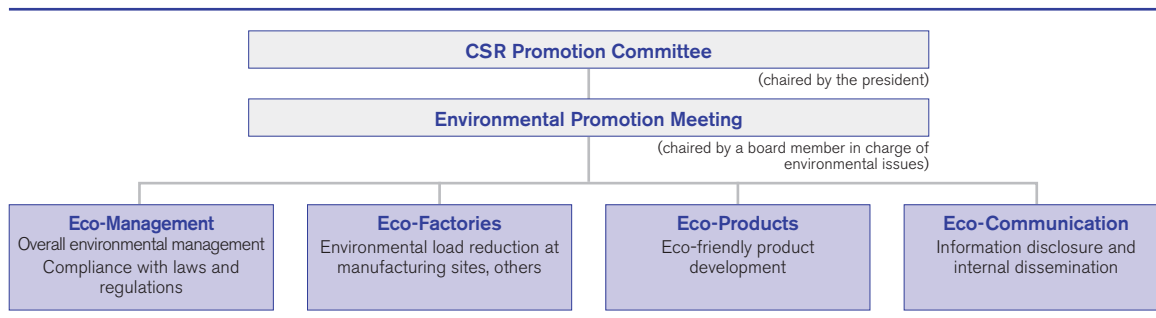 CSR Promotion Committee
(chaired by the president)
Environmental Promotion Meeting
(chaired by a board member in charge of
environmental issues)
Eco-Management
Overall environmental management
Compliance with laws and
regulations
Eco-Factories
Environmental load reduction at
manufacturing sites, others
Eco-Products
Eco-friendly product
development
Eco-Communication
Information disclosure and
internal dissemination